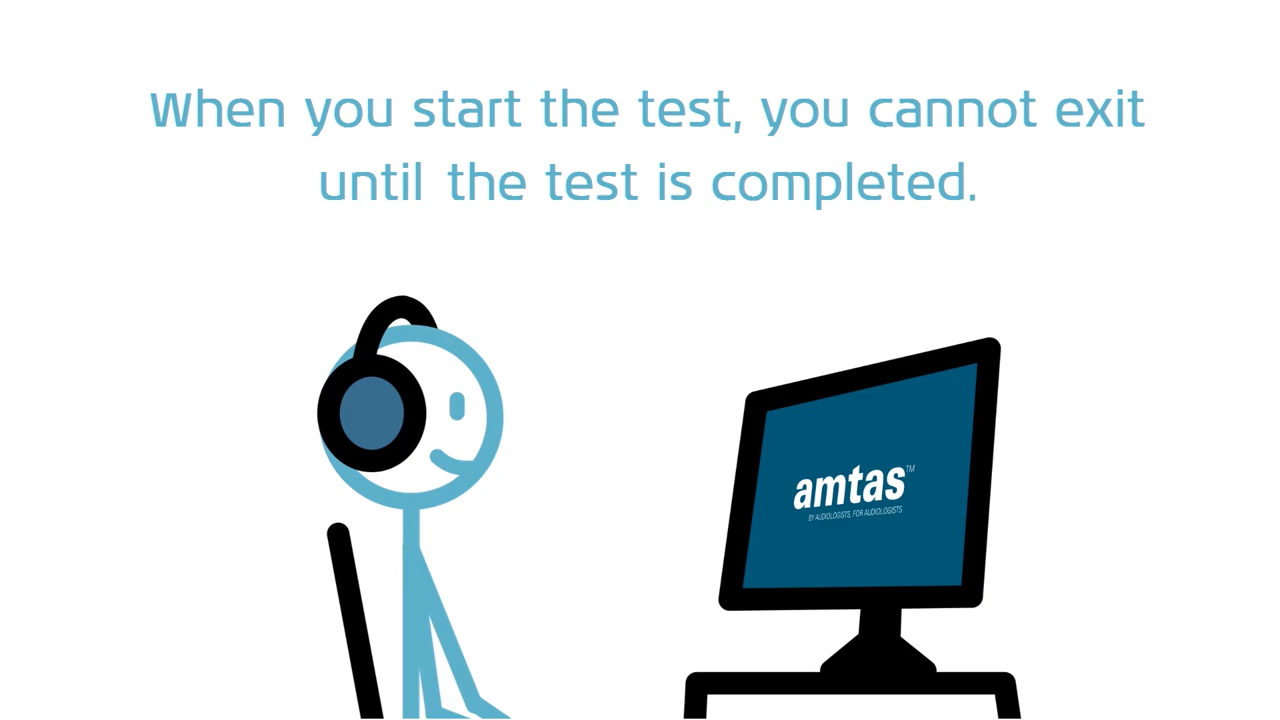 When you start the test, you cannot exit
until the test is completed.
amtas™
BY AUDIOLOGISTS, FOR AUDIOLOGISTS